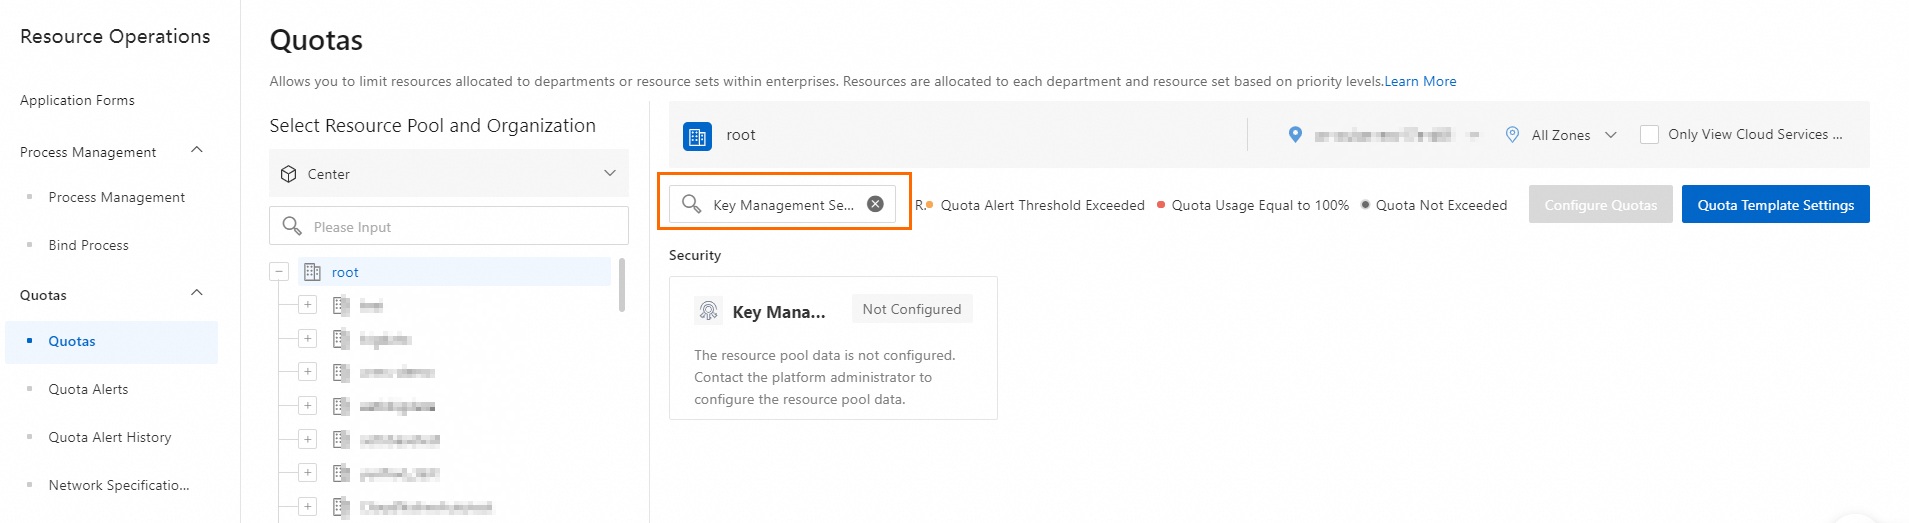 Resource Operations
Application Forms
Process Management
Process Management
Bind Process
Quotas
Quotas
Quota Alerts
Quota Alert History
Network Specificatio...
Quotas
Allows you to limit resources allocated to departments or resource sets within enterprises. Resources are allocated to each department and resource set based on priority levels.Learn More
Select Resource Pool and Organization
Center
Please Input
root
root
All Zones
Only View Cloud Services ...
Key Management Se...
R. Quota Alert Threshold Exceeded
Quota Usage Equal to 100%
Quota Not Exceeded
Configure Quotas
Quota Template Settings
Security
Key Mana...
Not Configured
The resource pool data is not configured.
Contact the platform administrator to
configure the resource pool data.